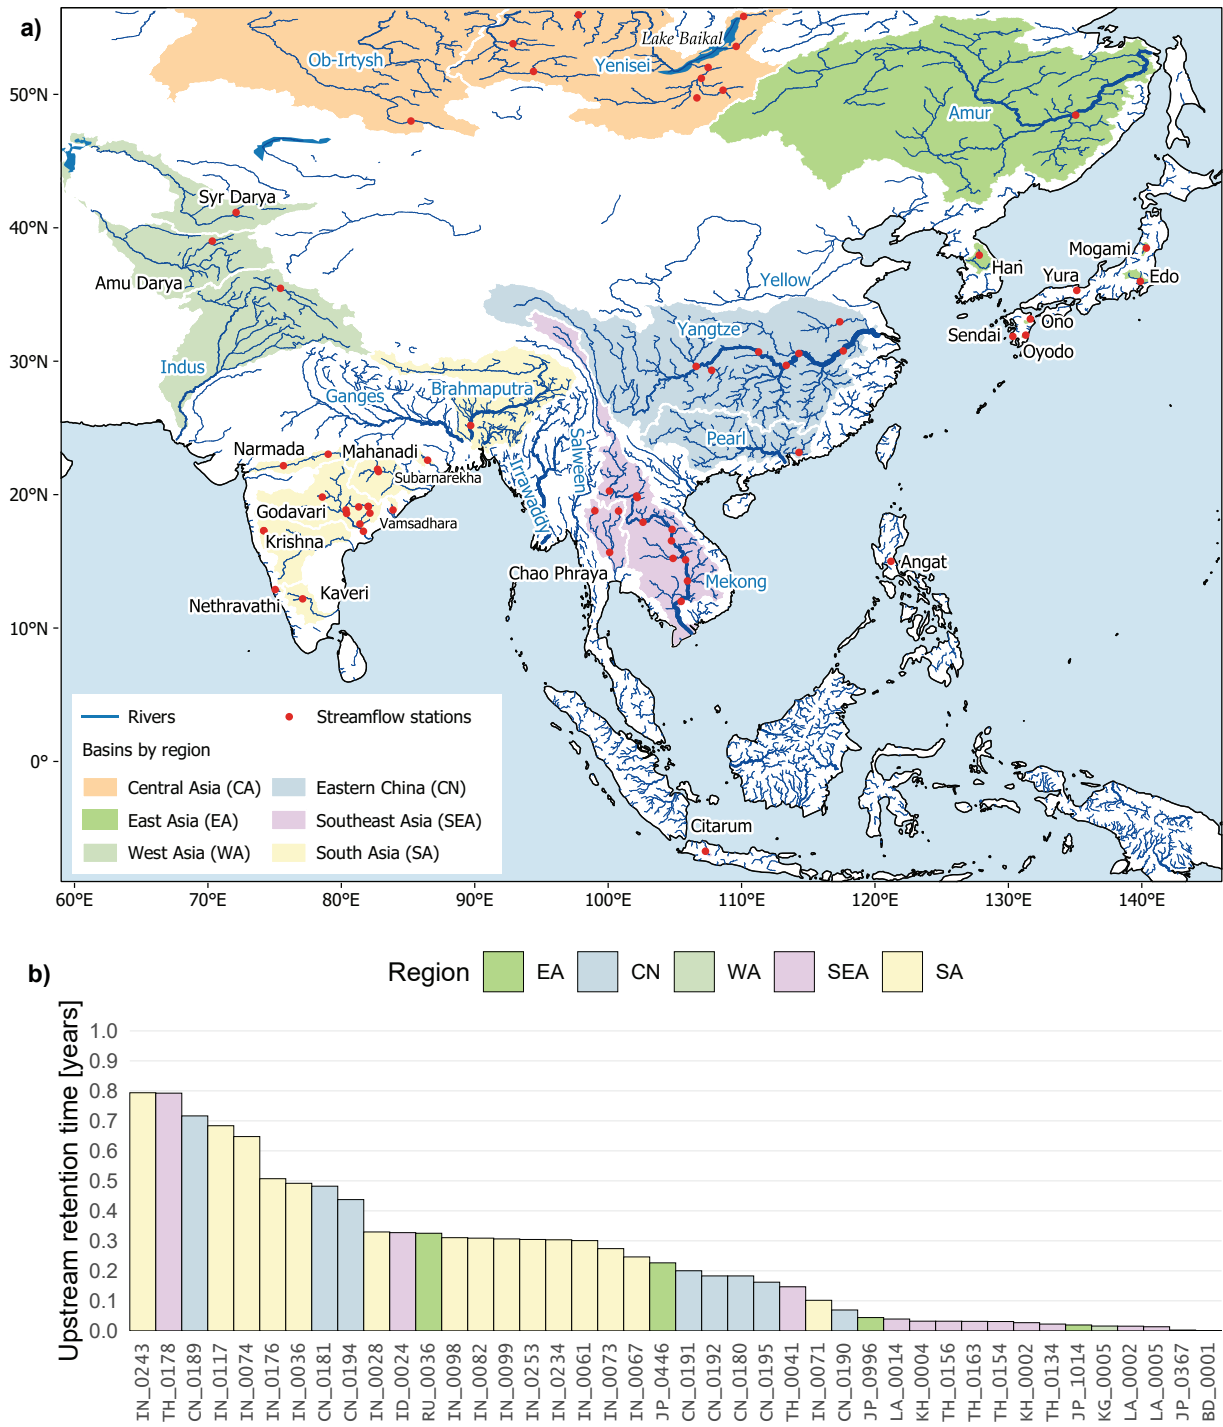 a)
Lake Baikal
Ob-Irtysh
Yenisei
50°N
Amur
Syr Darya
40°N
Mogami
Han
Amu Darya
Yura
Edo
Yellow
Yangtze
Ono
Sendai
Oyodo
30°N
Indus
Brahmaputra
Ganges
Pearl
Narmada
Mahanadi
Salween
Irrawaddy
Subarnarekha
20°N
Godavari
Vamsadhara
Krishna
Angat
Chao Phraya
Mekong
Kaveri
Nethravathi
10°N
Rivers
Streamflow stations
Basins by region
0°
Central Asia (CA)
Eastern China (CN)
East Asia (EA)
Southeast Asia (SEA)
Citarum
West Asia (WA)
South Asia (SA)
60°E 70°E 80°E 90°E 100°E 110°E 120°E 130°E 140°E
b)
Region EA CN WA SEA SA
Upstream retention time [years]
1.0
0.9
0.8
0.7
0.6
0.5
0.4
0.3
0.2
0.1
0.0
IN_0243
TH_0178
CN_0189
IN_0117
IN_0074
IN_0176
IN_0036
CN_0181
CN_0194
IN_0028
ID_0024
RU_0036
IN_0098
IN_0082
IN_0099
IN_2533
IN_0234
IN_0061
IN_0073
IN_0067
JP_0446
CN_0191
CN_0192
CN_0180
CN_0195
TH_0041
IN_0071
CN_0190
JP_0996
LA_0014
KH_0004
TH_0156
TH_0163
TH_0154
KH_0002
TH_0134
JP_1014
KG_0005
LA_0002
LA_0005
JP_0367
BD_0001